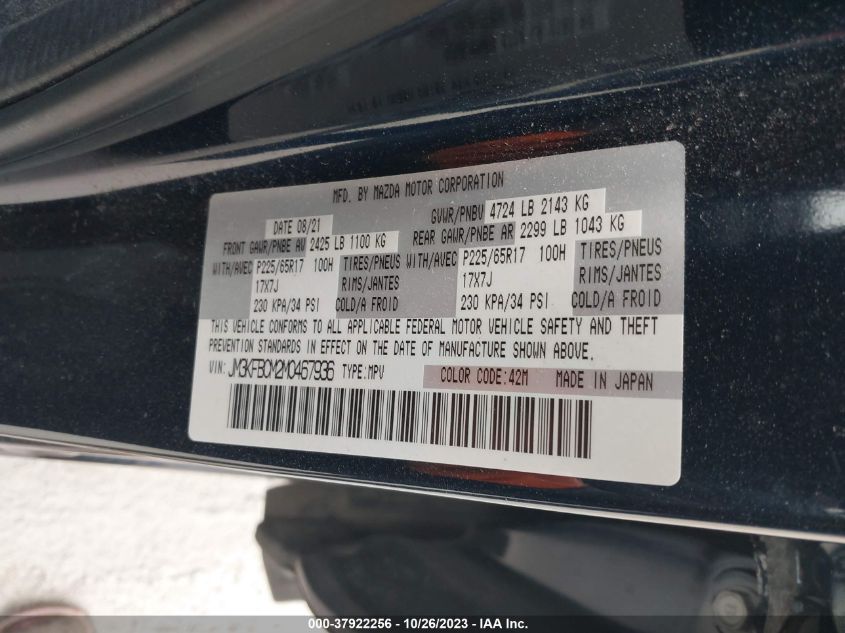 MFD. BY MAZDA MOTOR CORPORATION
DATE 08/21 GVWR/PNBV 4724 LB 2143 KG
FRONT GAWR/PNBE AV 2425 LB 1100 KG REAR GAWR/PNBE AR 2299 LB 1043 KG
WITH/AVEC P225/65R17 100H TIRES/PNEUS WITH/AVEC P225/65R17 100H TIRES/PNEUS
17X7J RIMS/JANTES 17X7J RIMS/JANTES
230 KPA/34 PSI COLD/A FROID 230 KPA/34 PSI COLD/A FROID
THIS VEHICLE CONFORMS TO ALL APPLICABLE FEDERAL MOTOR VEHICLE SAFETY AND THEFT
PREVENTION STANDARDS IN EFFECT ON THE DATE OF MANUFACTURE SHOWN ABOVE.
VIN: JM3KFBCM2M0467936 TYPE:MPV COLOR CODE:42M MADE IN JAPAN
000-37922256 - 10/26/2023 - IAA Inc.